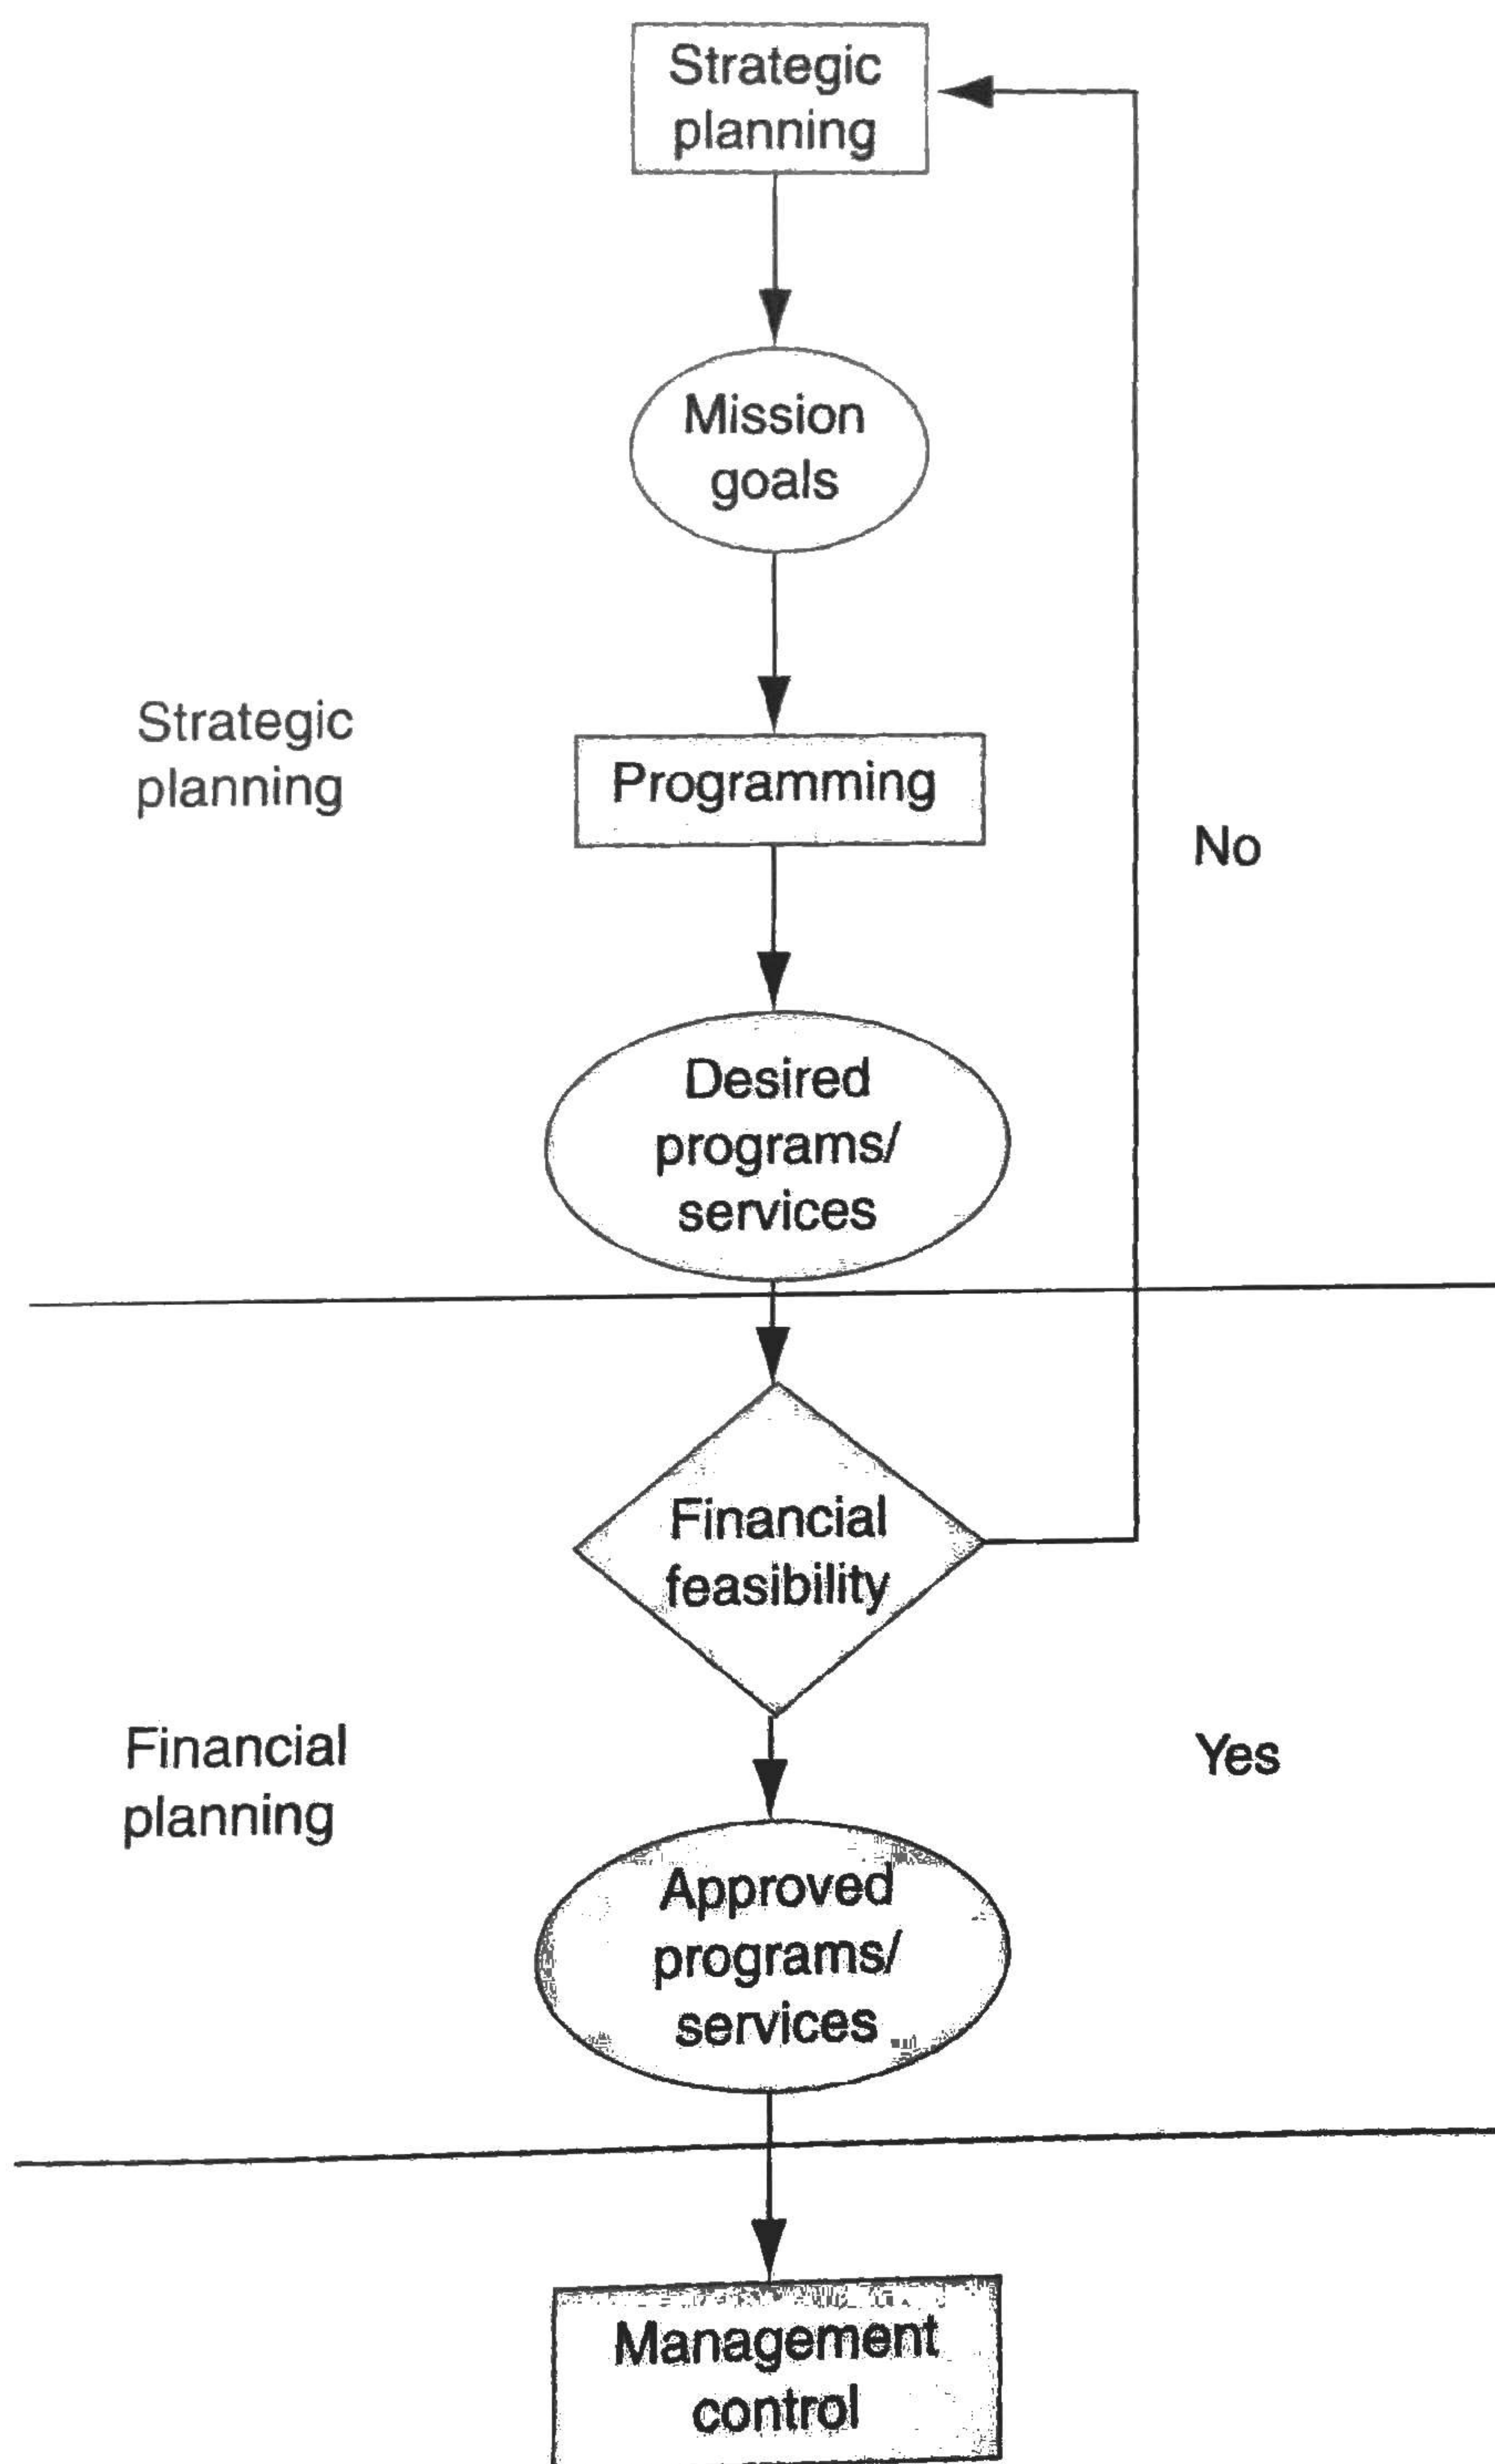 Strategic
planning
Mission
goals
Strategic
planning
Programming
No
Desired
programs/
services
Financial
feasibility
Financial
planning
Yes
Approved
programs/
services
Management
control